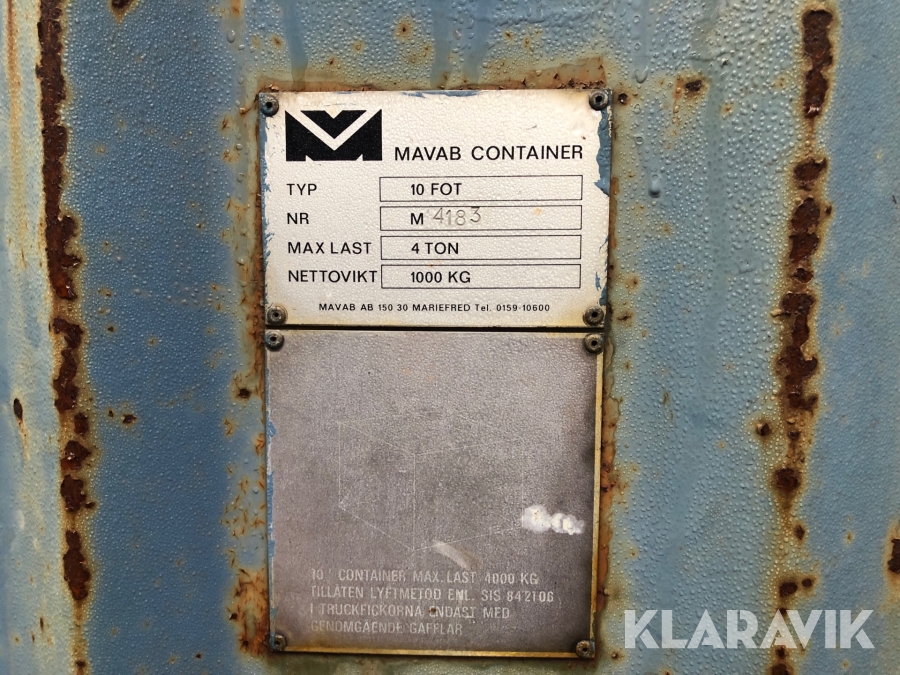 MAVAB CONTAINER
TYP 10 FOT
NR M 4183
MAX LAST 4 TON
NETTOVIKT 1000 KG
MAVAB AB 150 30 MARIEFRED Tel. 0159-10600
10' CONTAINER MAX. LAST 4000 KG
TILLÅTEN LYFTMETOD ENL. SIS 842106
I TRUCKFICKORNA ENDAST MED
GENOMGÅENDE GAFFLAR
KLARAVIK